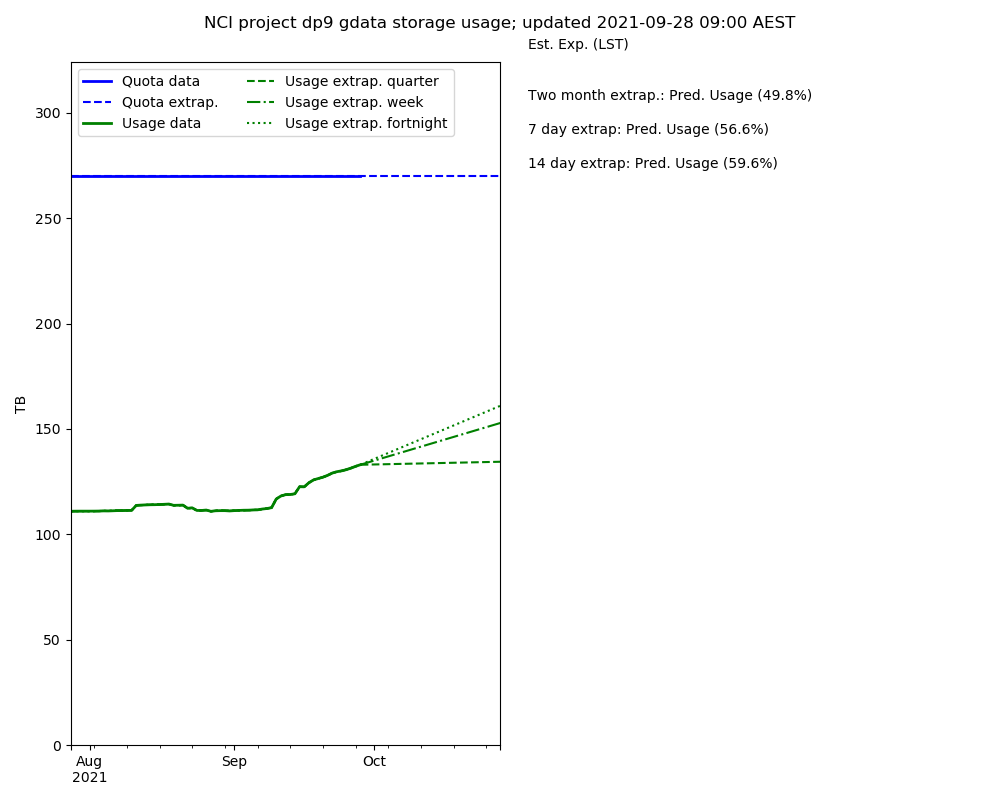 NCI project dp9 gdata storage usage; updated 2021-09-28 09:00 AEST
Est. Exp. (LST)
Two month extrap.: Pred. Usage (49.8%)
7 day extrap: Pred. Usage (56.6%)
14 day extrap: Pred. Usage (59.6%)
Quota data
Quota extrap.
Usage data
Usage extrap. quarter
Usage extrap. week
Usage extrap. fortnight
TB
300
250
200
150
100
50
0
Aug
2021
Sep
Oct